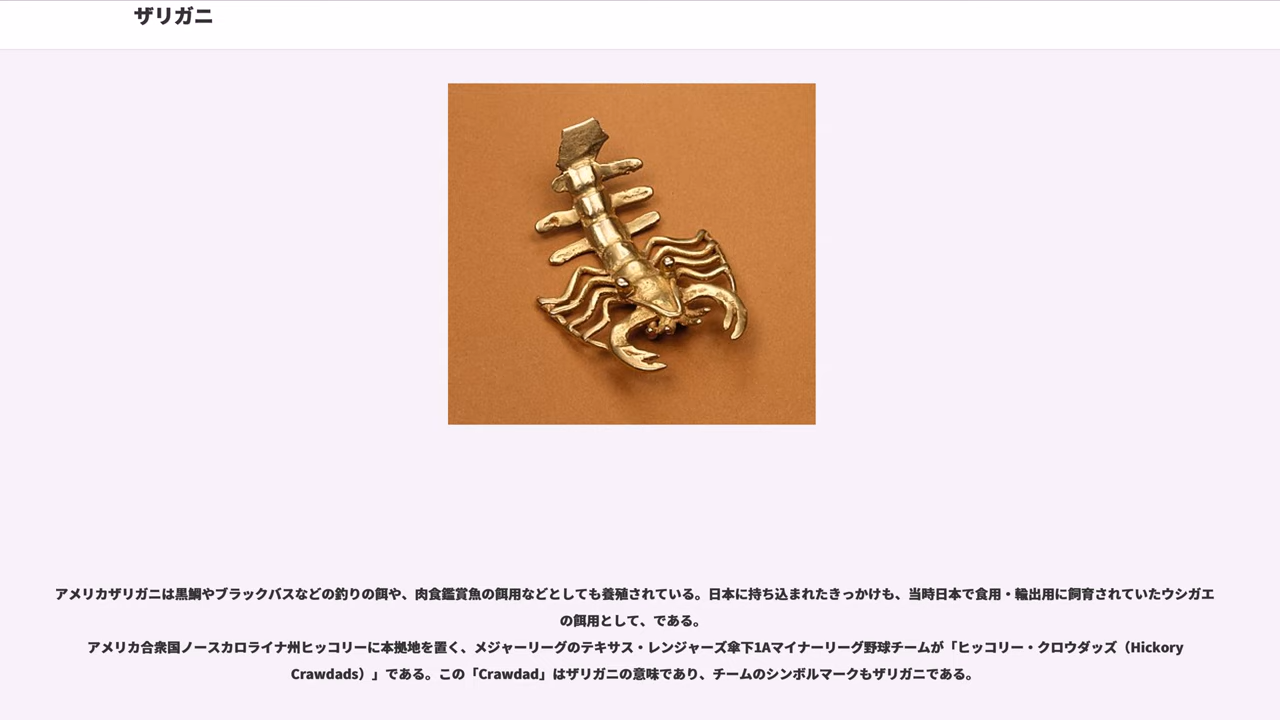 ザリガニ
アメリカザリガニは黒鯛やブラックバスなどの釣りの餌や、肉食鑑賞魚の餌用などとしても養殖されている。日本に持ち込まれたきっかけも、当時日本で食用・輸出用に飼育されていたウシガエ
の餌用として、である。
アメリカ合衆国ノースカロライナ州ヒッコリーに本拠地を置く、メジャーリーグのテキサス・レンジャーズ傘下1Aマイナーリーグ野球チームが「ヒッコリー・クロウダッズ（Hickory
Crawdads）」である。この「Crawdad」はザリガニの意味であり、チームのシンボルマークもザリガニである。